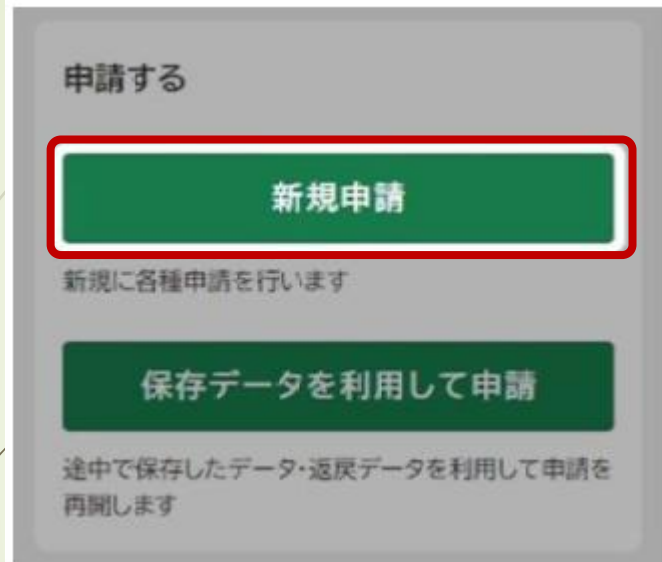 申請する
新規申請
新規に各種申請を行います
保存データを利用して申請
途中で保存したデータ・返戻データを利用して申請を
再開します